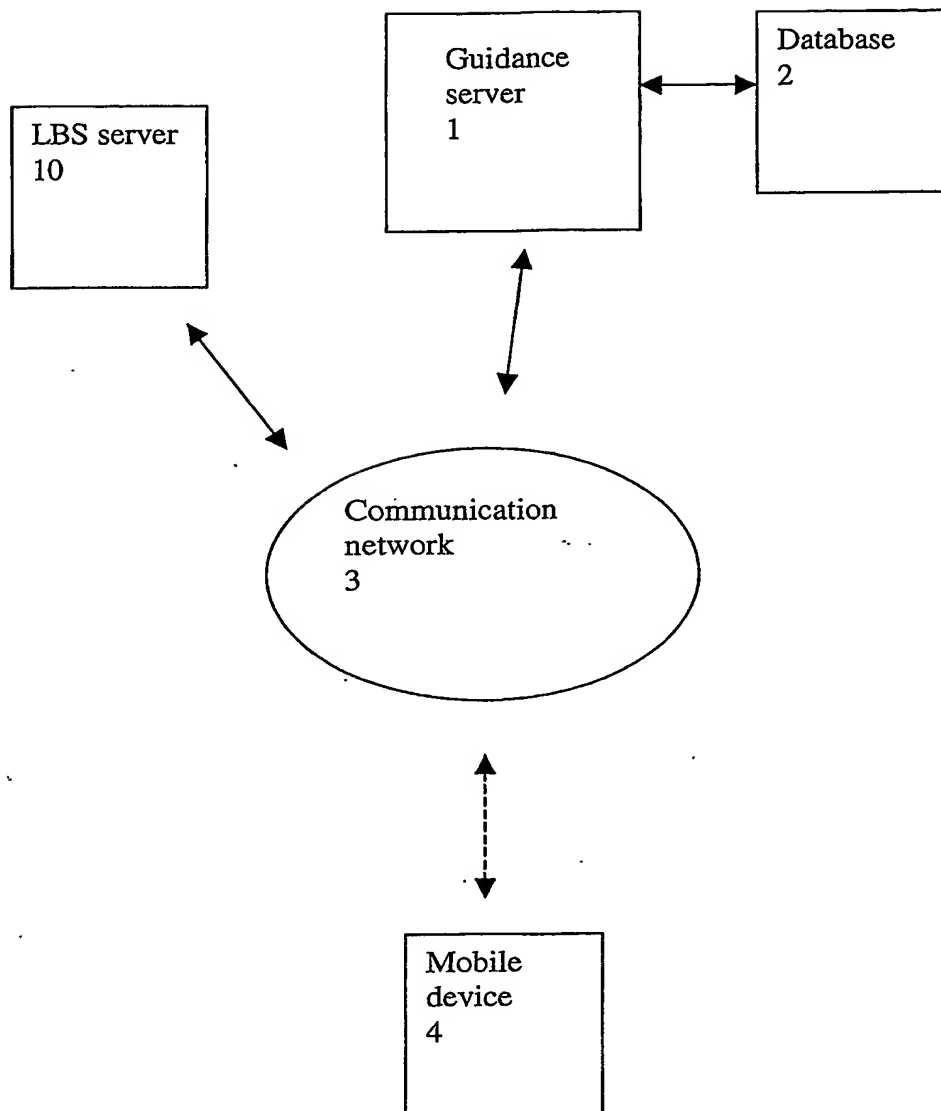 Guidance
server
1
Database
2
LBS server
10
Communication
network
3
Mobile
device
4